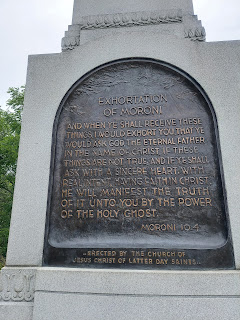 EXHORTATION
OF MORONI
AND WHEN YE SHALL RECEIVE THESE
THINGS I WOULD EXHORT YOU THAT YE
WOULD ASK GOD THE ETERNAL FATHER
IN THE NAME OF CHRIST IF THESE
THINGS ARE NOT TRUE, AND IF YE SHALL
ASK WITH A SINCERE HEART, WITH
REAL INTENT, HAVING FAITH IN CHRIST,
HE WILL MANIFEST THE TRUTH
OF IT UNTO YOU BY THE POWER
OF THE HOLY GHOST.
MORONI 10-4
ERECTED BY THE CHURCH OF
JESUS CHRIST OF LATTER DAY SAINTS